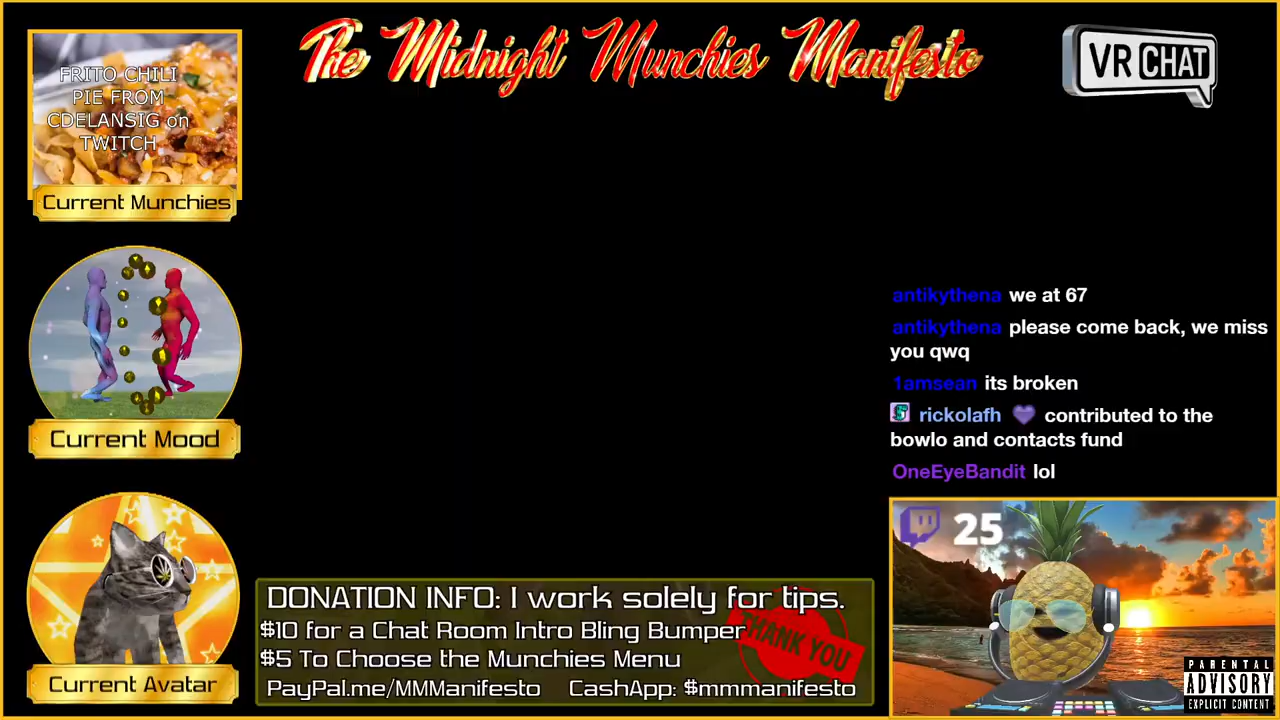 The Midnight Munchies Manifesto
VRCHAT
FRITO CHILI
PIE FROM
CDELANSIG on
TWITCH
Current Munchies
Current Mood
Current Avatar
antikythena we at 67
antikythena please come back, we miss
you qwq
1amsean its broken
rickolafh 💜 contributed to the
bowlo and contacts fund
OneEyeBandit lol
25
DONATION INFO: I work solely for tips.
$10 for a Chat Room Intro Bling Bumper
$5 To Choose the Munchies Menu
PayPal.me/MMManifesto CashApp: $mmmanifesto
THANK YOU
PARENTAL
ADVISORY
EXPLICIT CONTENT